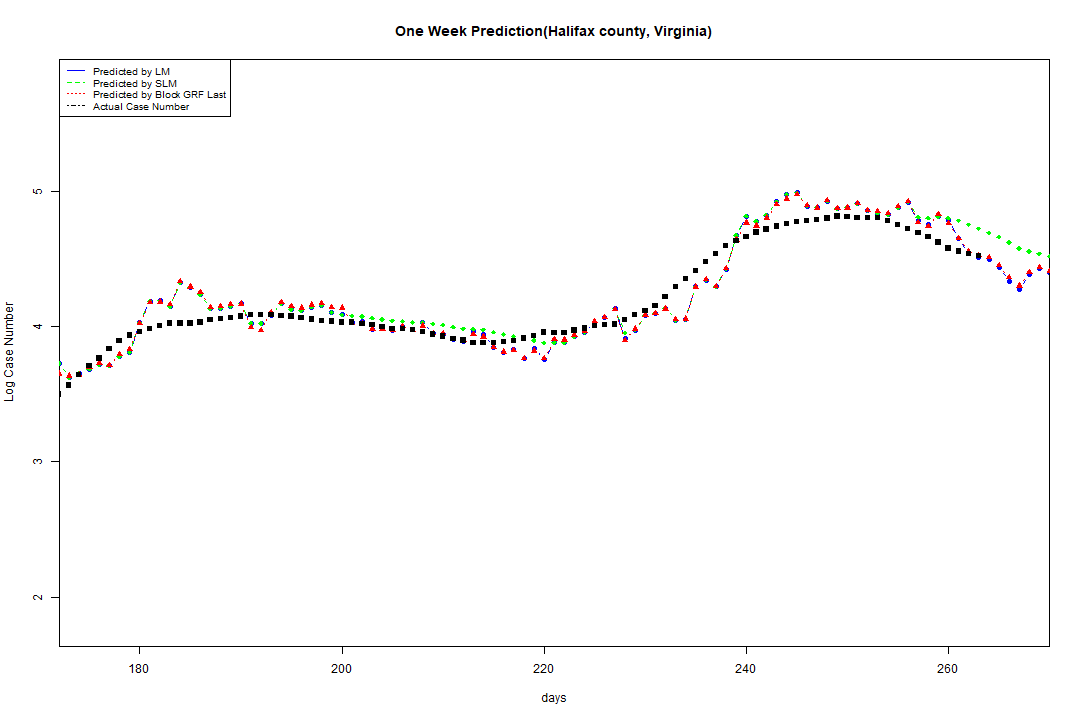 One Week Prediction(Halifax county, Virginia)
Predicted by LM
Predicted by SLM
Predicted by Block GRF Last
Actual Case Number
5
4
3
2
Log Case Number
180 200 220 240 260
days